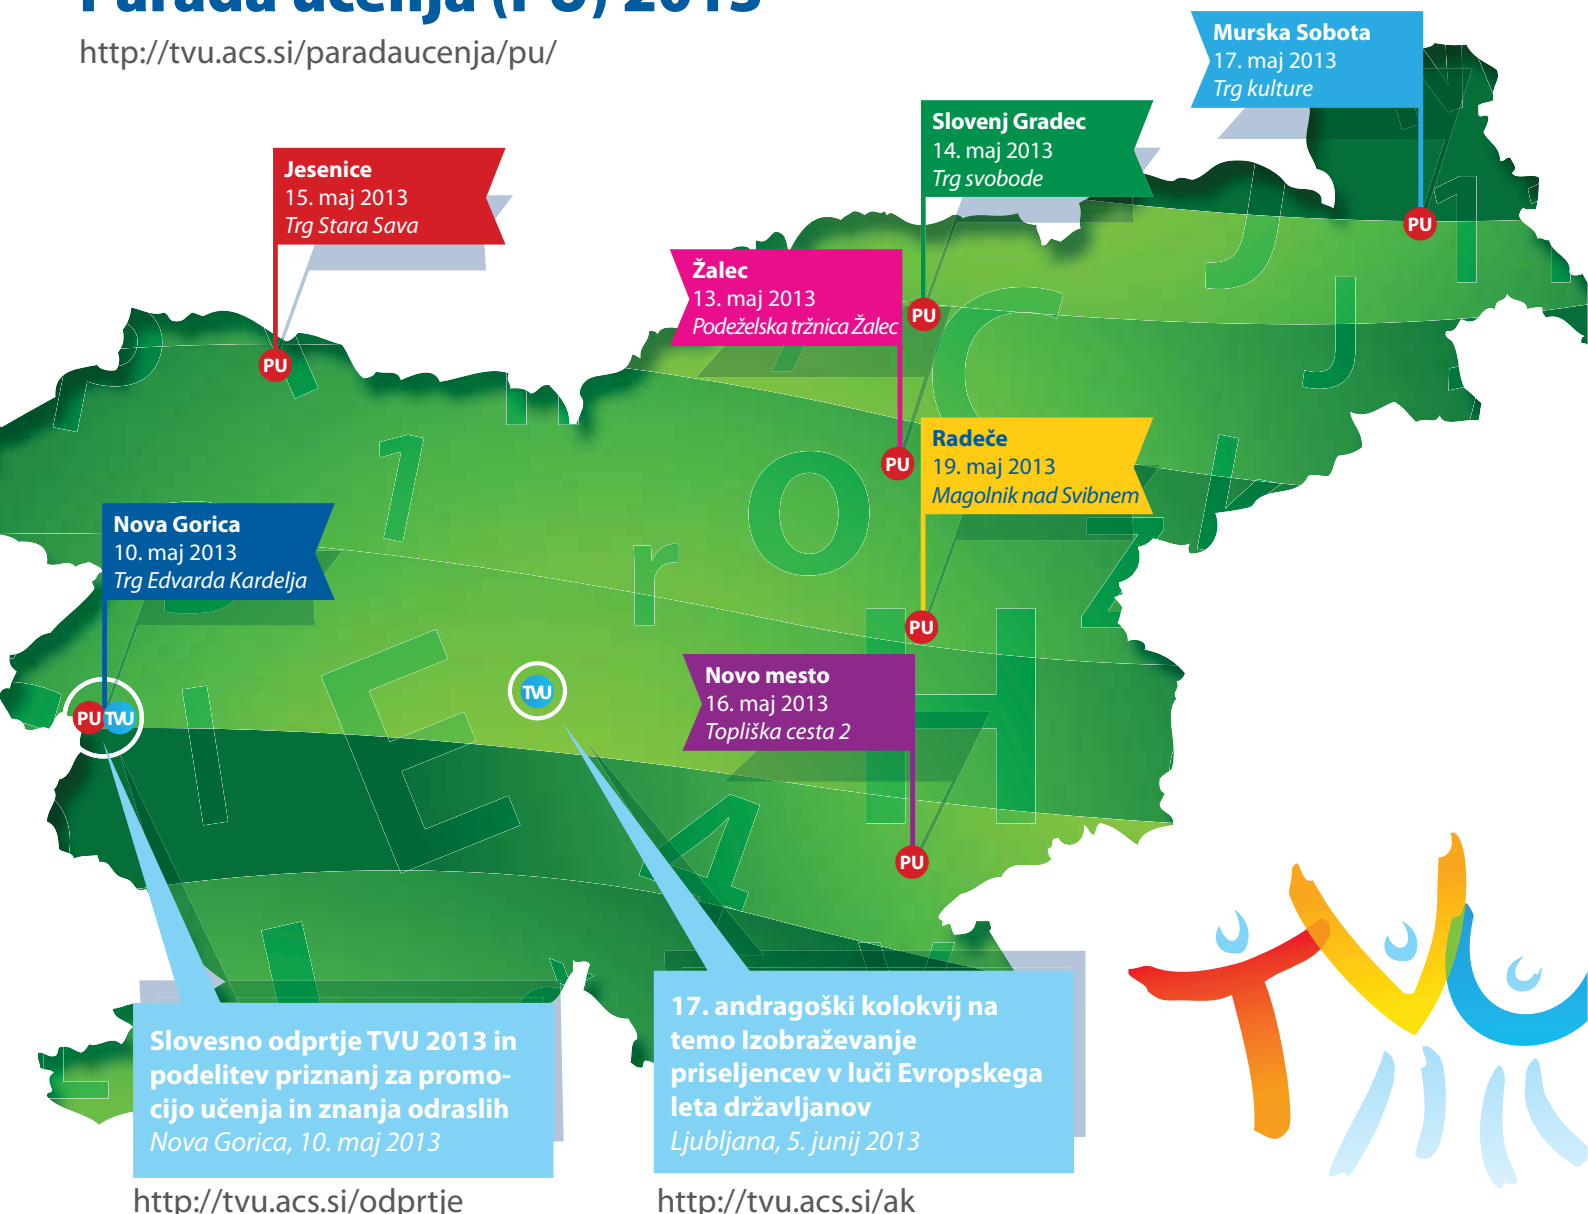 Parada učenja (PU) 2013
http://tvu.acs.si/paradaucenja/pu/
Murska Sobota
17. maj 2013
Trg kulture
Slovenj Gradec
14. maj 2013
Trg svobode
Jesenice
15. maj 2013
Trg Stara Sava
Žalec
13. maj 2013
Podeželska tržnica Žalec
Radeče
19. maj 2013
Magolnik nad Svibnem
Nova Gorica
10. maj 2013
Trg Edvarda Kardelja
Novo mesto
16. maj 2013
Topliška cesta 2
PU
PU
PU
PU
PU
PU
PU TVU
TVU
Slovesno odprtje TVU 2013 in
podelitev priznanj za promo-
cijo učenja in znanja odraslih
Nova Gorica, 10. maj 2013
http://tvu.acs.si/odprtje
17. andragoški kolokvij na
temo Izobraževanje
priseljencev v luči Evropskega
leta državljanov
Ljubljana, 5. junij 2013
http://tvu.acs.si/ak
TVU